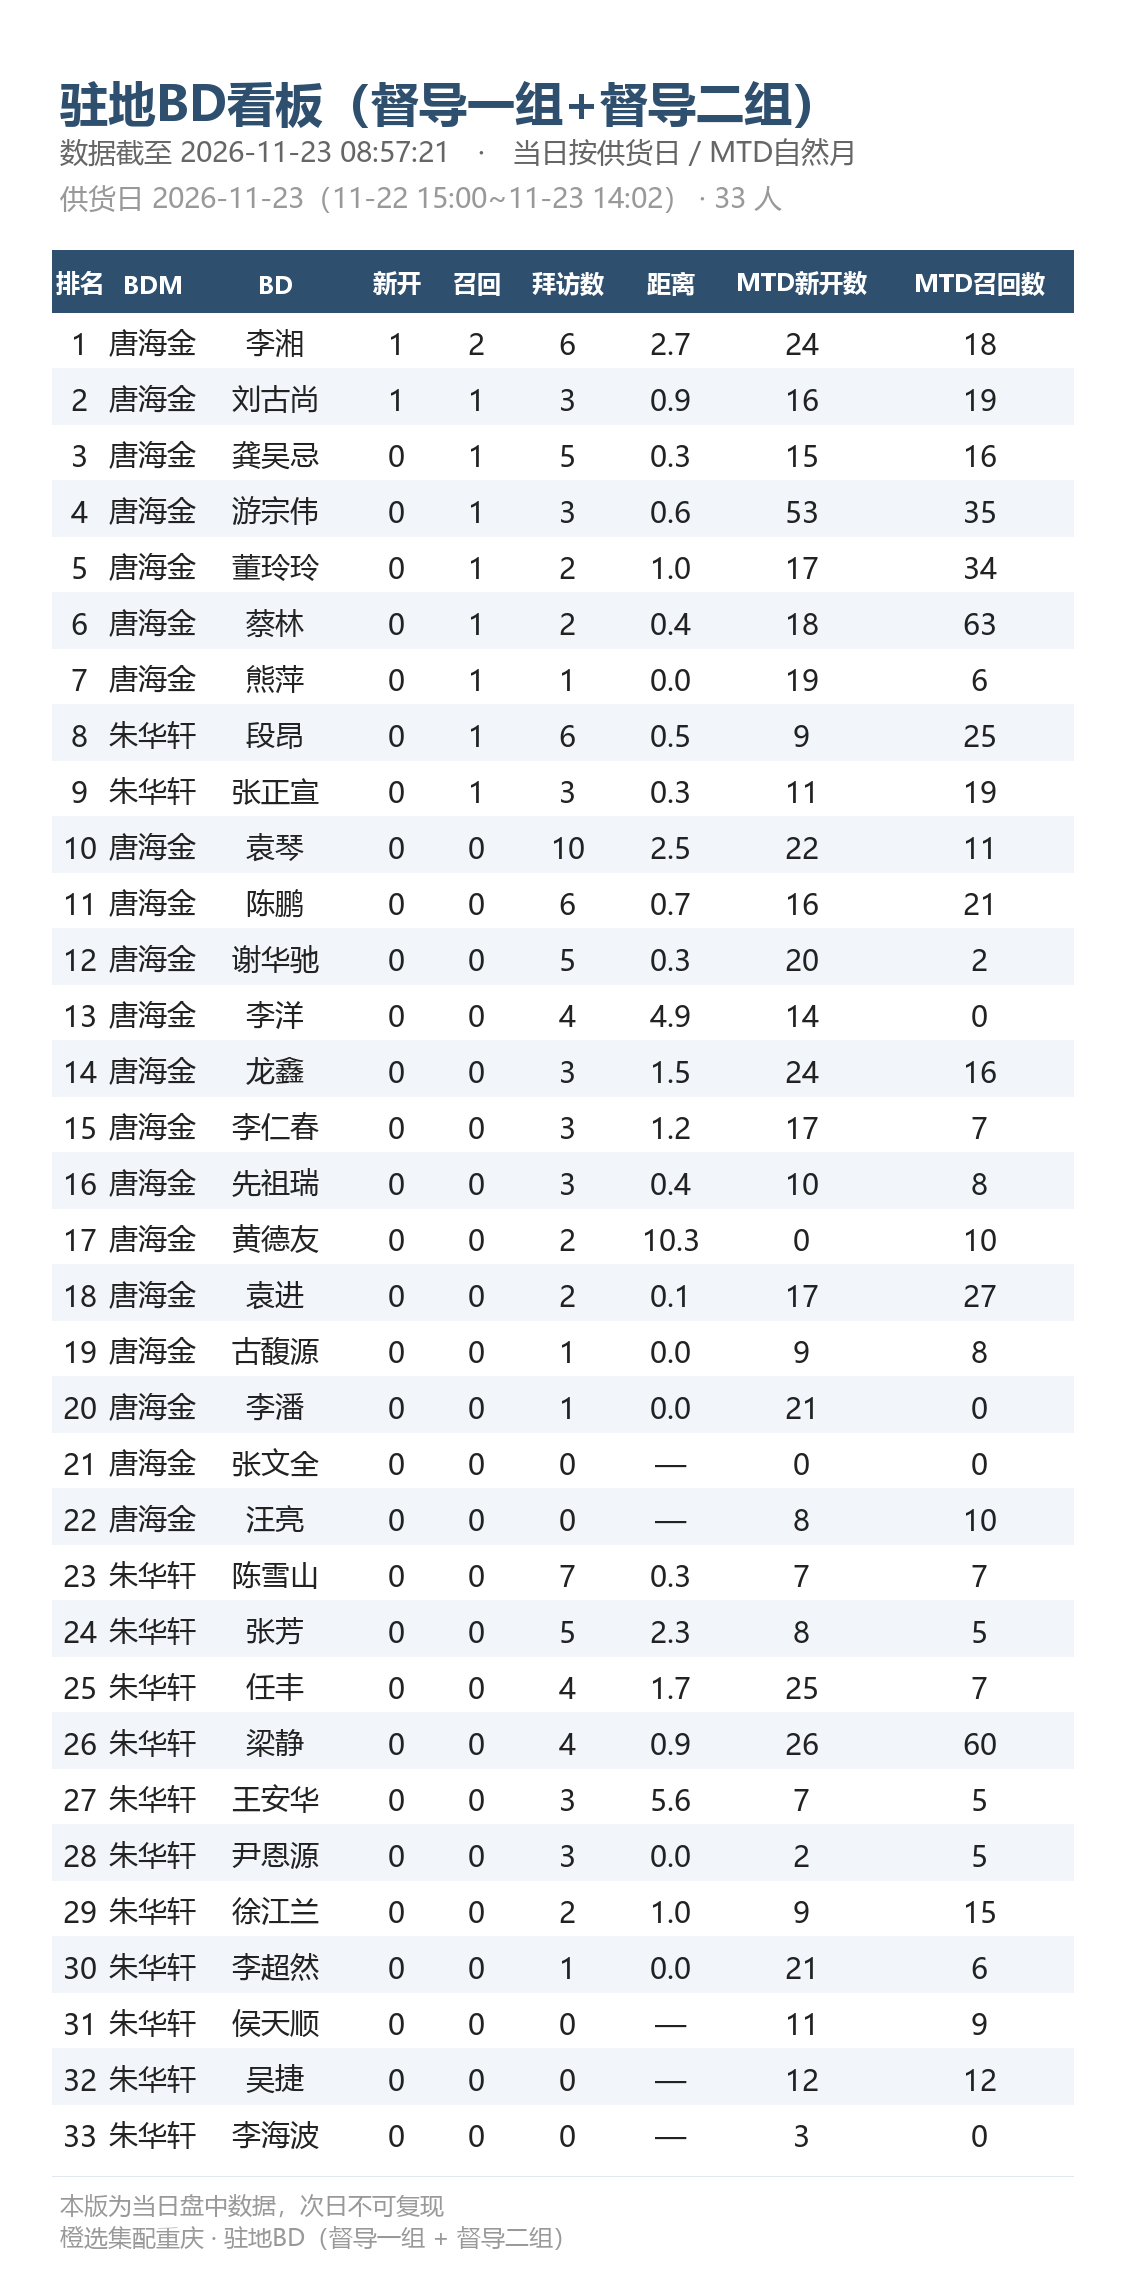 驻地BD看板（督导一组+督导二组）
数据截至 2026-11-23 08:57:21 · 当日按供货日 / MTD自然月
供货日 2026-11-23（11-22 15:00~11-23 14:02） · 33 人
排名 BDM BD 新开 召回 拜访数 距离 MTD新开数 MTD召回数
1 唐海金 李湘 1 2 6 2.7 24 18
2 唐海金 刘古尚 1 1 3 0.9 16 19
3 唐海金 龚吴忌 0 1 5 0.3 15 16
4 唐海金 游宗伟 0 1 3 0.6 53 35
5 唐海金 董玲玲 0 1 2 1.0 17 34
6 唐海金 蔡林 0 1 2 0.4 18 63
7 唐海金 熊萍 0 1 1 0.0 19 6
8 朱华轩 段昂 0 1 6 0.5 9 25
9 朱华轩 张正宣 0 1 3 0.3 11 19
10 唐海金 袁琴 0 0 10 2.5 22 11
11 唐海金 陈鹏 0 0 6 0.7 16 21
12 唐海金 谢华驰 0 0 5 0.3 20 2
13 唐海金 李洋 0 0 4 4.9 14 0
14 唐海金 龙鑫 0 0 3 1.5 24 16
15 唐海金 李仁春 0 0 3 1.2 17 7
16 唐海金 先祖瑞 0 0 3 0.4 10 8
17 唐海金 黄德友 0 0 2 10.3 0 10
18 唐海金 袁进 0 0 2 0.1 17 27
19 唐海金 古馥源 0 0 1 0.0 9 8
20 唐海金 李潘 0 0 1 0.0 21 0
21 唐海金 张文全 0 0 0 — 0 0
22 唐海金 汪亮 0 0 0 — 8 10
23 朱华轩 陈雪山 0 0 7 0.3 7 7
24 朱华轩 张芳 0 0 5 2.3 8 5
25 朱华轩 任丰 0 0 4 1.7 25 7
26 朱华轩 梁静 0 0 4 0.9 26 60
27 朱华轩 王安华 0 0 3 5.6 7 5
28 朱华轩 尹恩源 0 0 3 0.0 2 5
29 朱华轩 徐江兰 0 0 2 1.0 9 15
30 朱华轩 李超然 0 0 1 0.0 21 6
31 朱华轩 侯天顺 0 0 0 — 11 9
32 朱华轩 吴捷 0 0 0 — 12 12
33 朱华轩 李海波 0 0 0 — 3 0
本版为当日盘中数据，次日不可复现
橙选集配重庆 · 驻地BD（督导一组 + 督导二组）